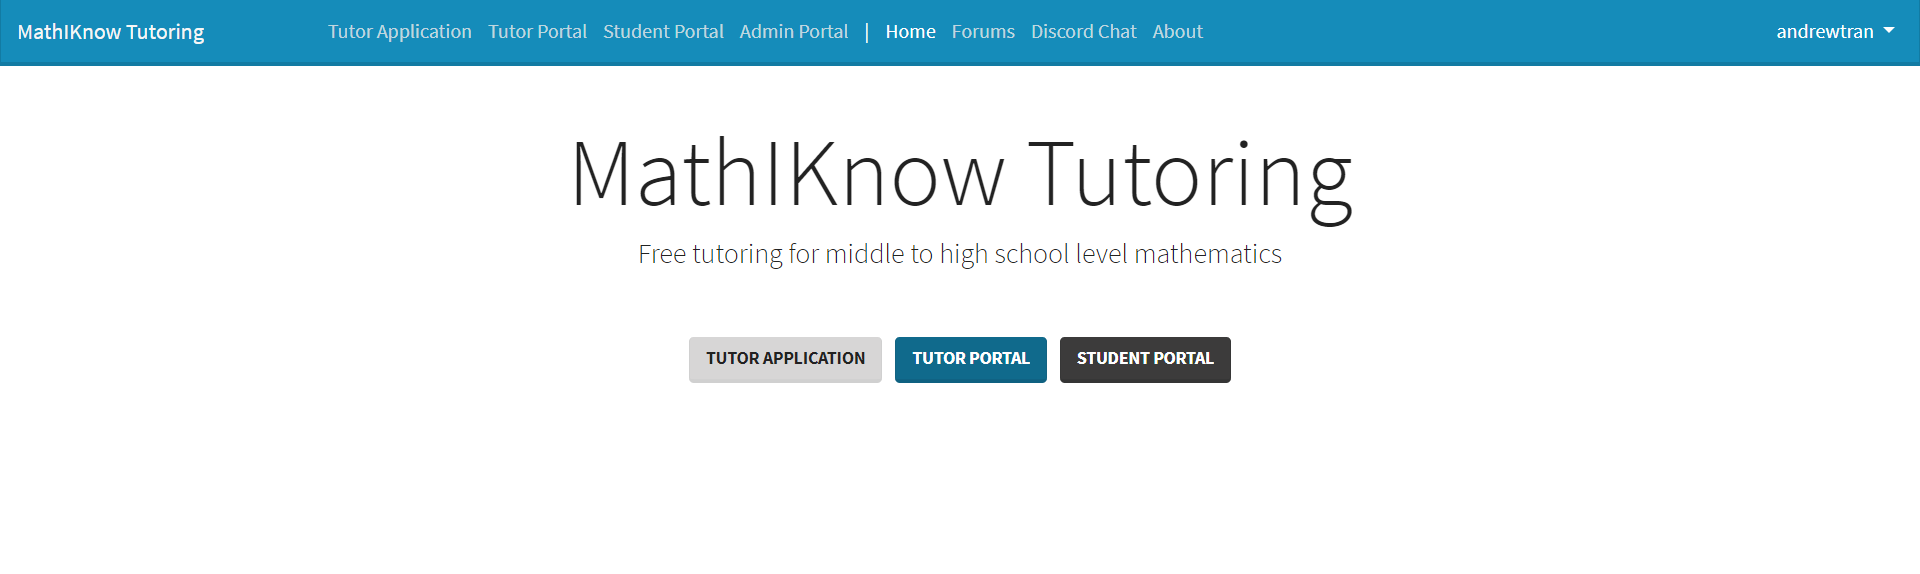 MathIKnow Tutoring Tutor Application Tutor Portal Student Portal Admin Portal | Home Forums Discord Chat About andrewtran
MathIKnow Tutoring
Free tutoring for middle to high school level mathematics
TUTOR APPLICATION TUTOR PORTAL STUDENT PORTAL